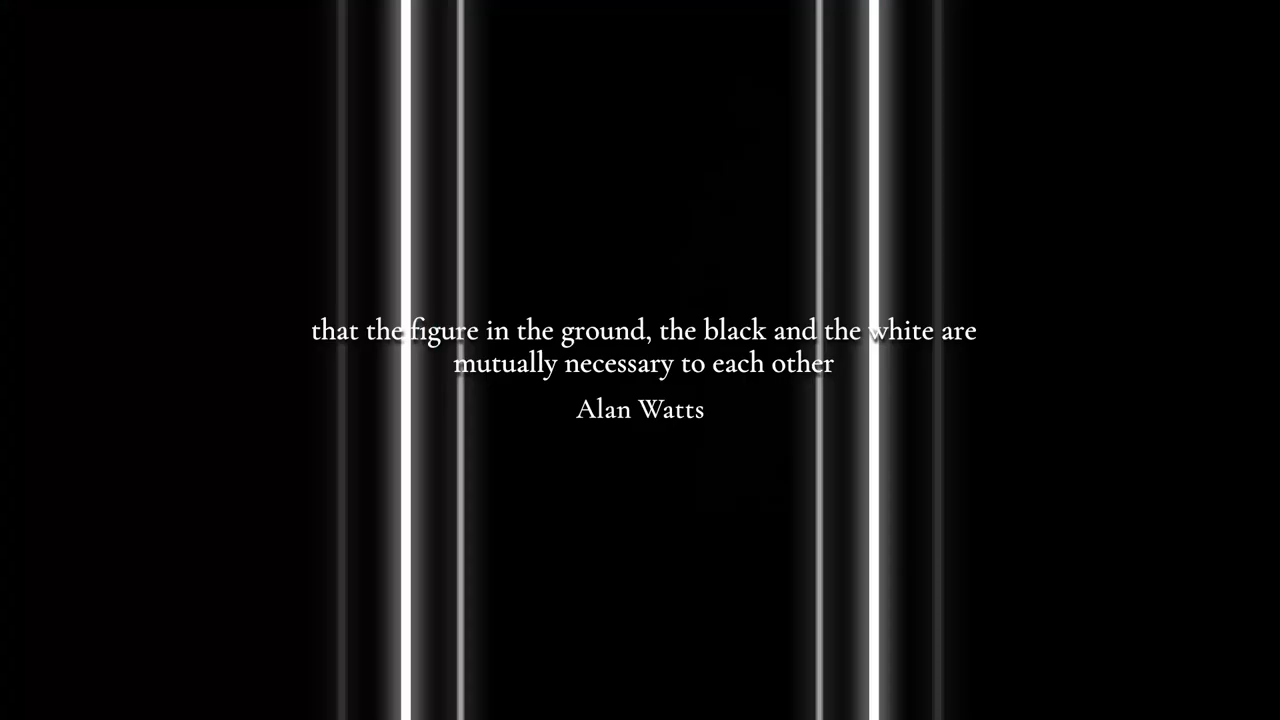 that the figure in the ground, the black and the white are
mutually necessary to each other
Alan Watts